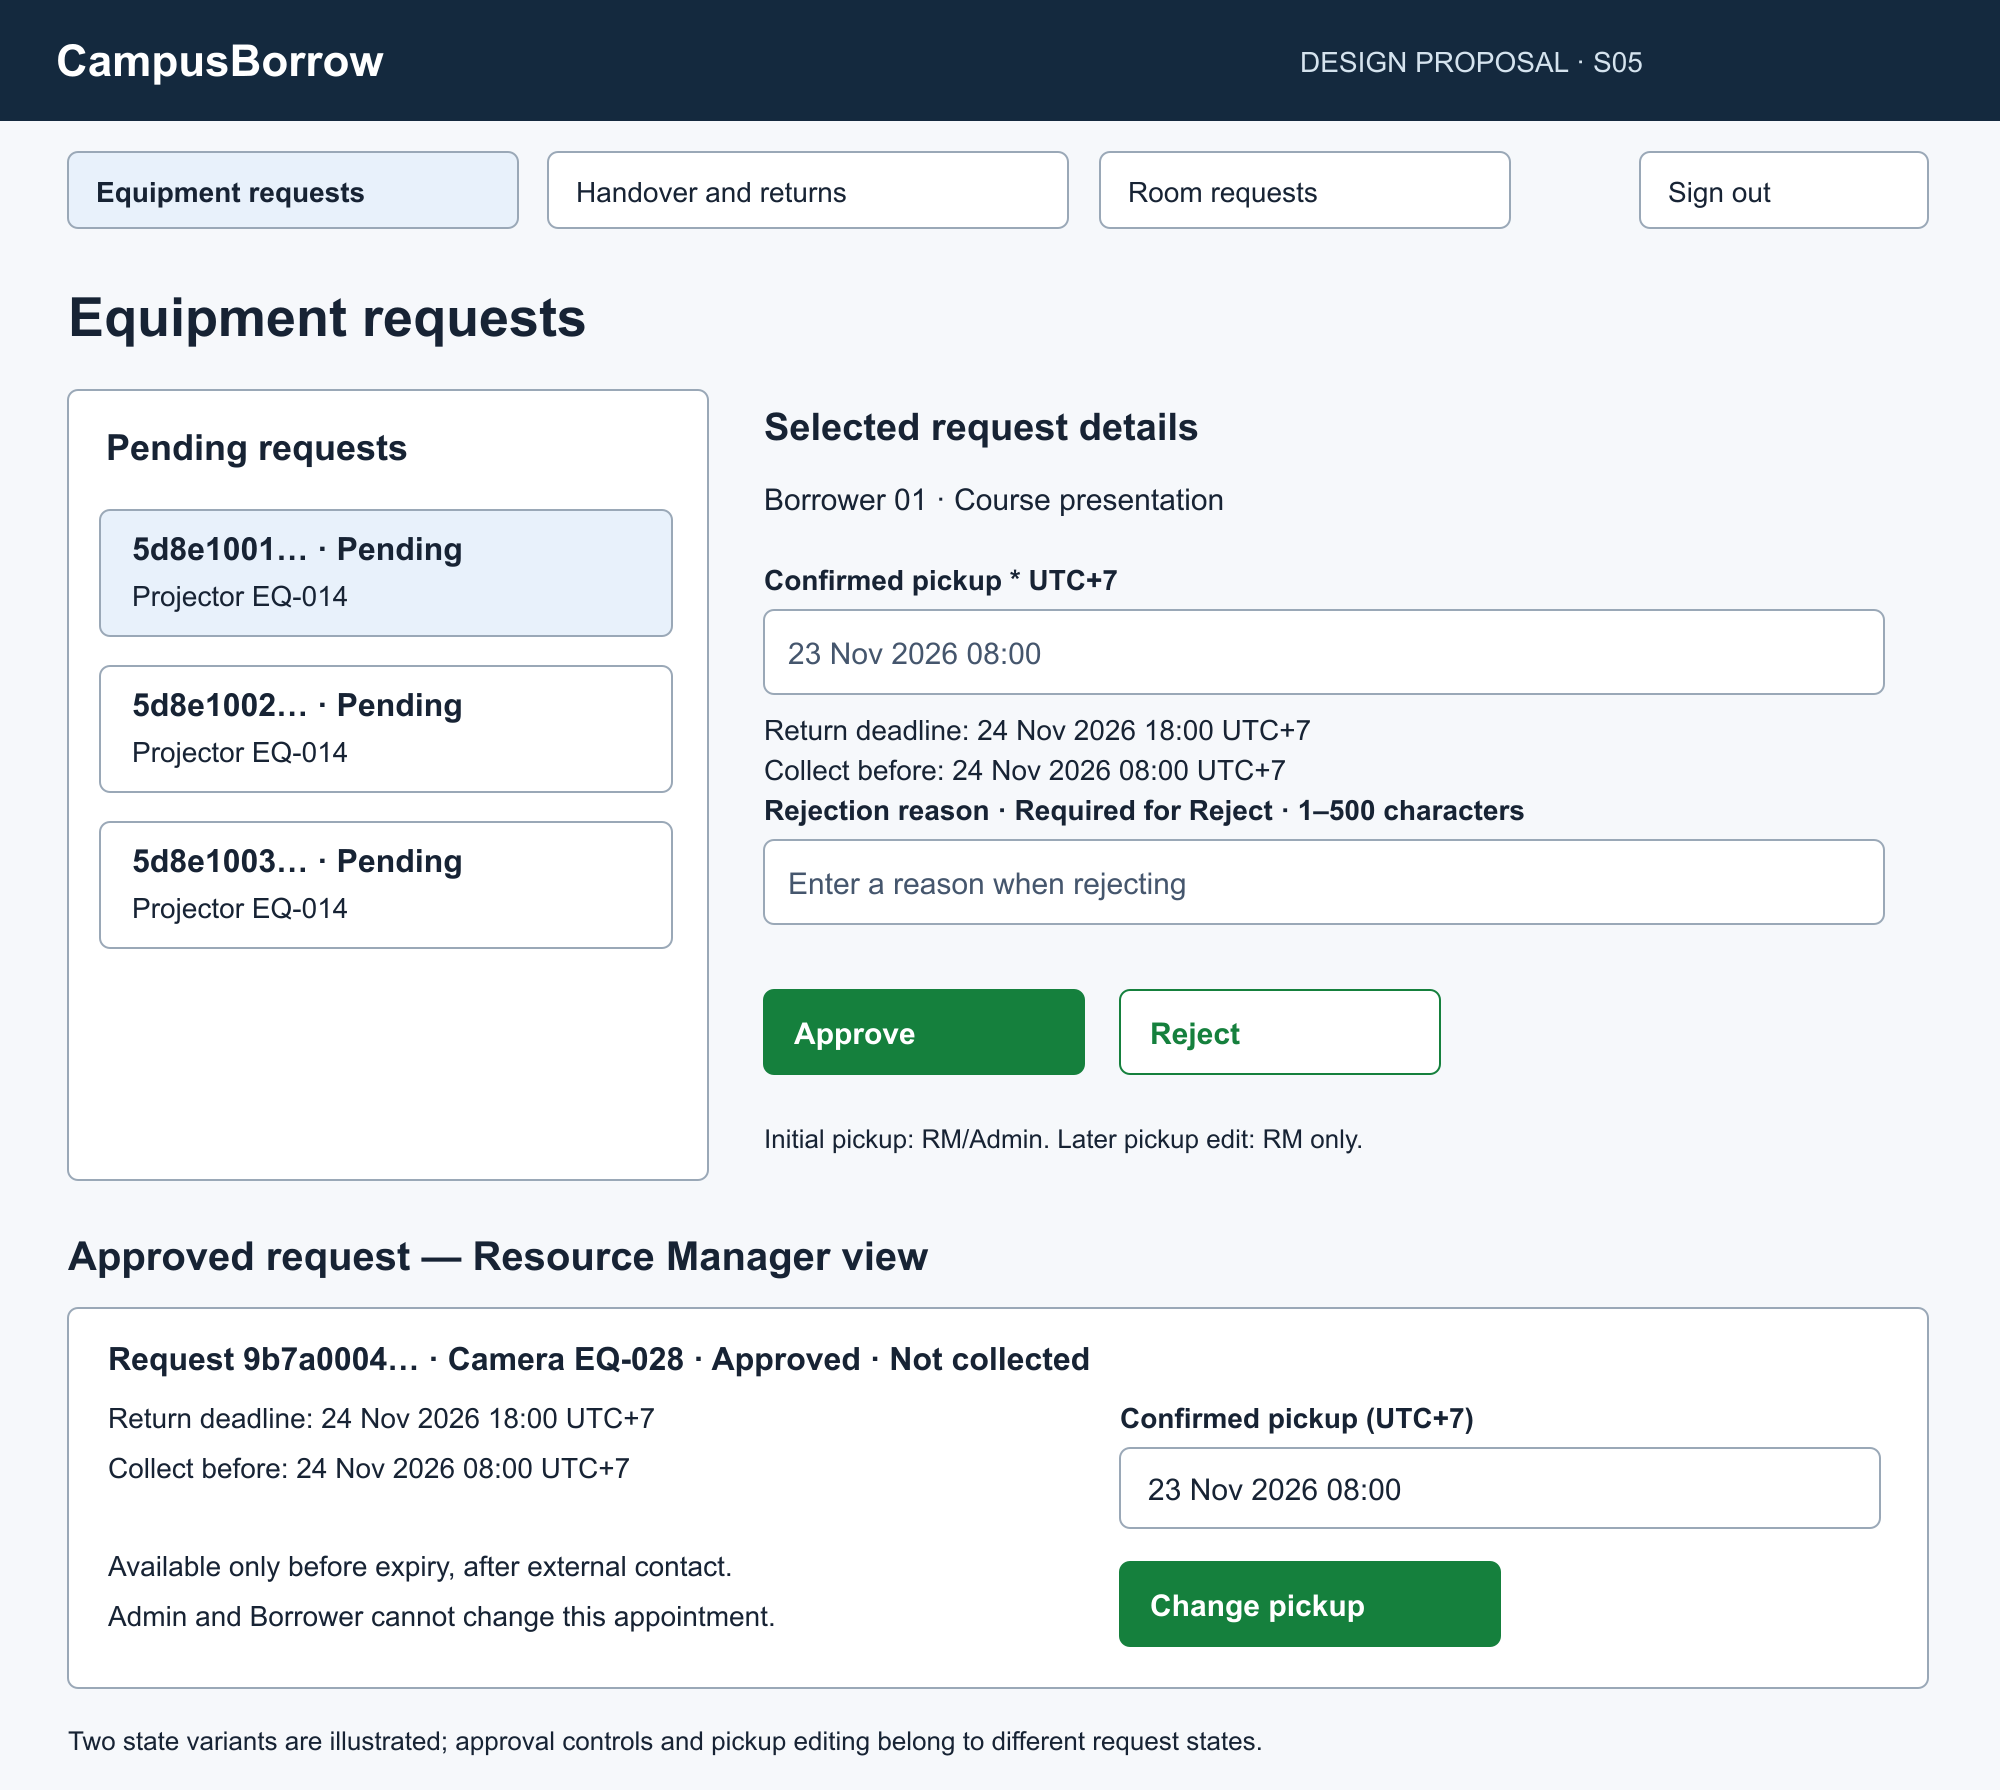 CampusBorrow
DESIGN PROPOSAL · S05
Equipment requests
Handover and returns
Room requests
Sign out
Equipment requests
Pending requests
5d8e1001… · Pending
Projector EQ-014
5d8e1002… · Pending
Projector EQ-014
5d8e1003… · Pending
Projector EQ-014
Selected request details
Borrower 01 · Course presentation
Confirmed pickup * UTC+7
23 Nov 2026 08:00
Return deadline: 24 Nov 2026 18:00 UTC+7
Collect before: 24 Nov 2026 08:00 UTC+7
Rejection reason · Required for Reject · 1–500 characters
Enter a reason when rejecting
Approve
Reject
Initial pickup: RM/Admin. Later pickup edit: RM only.
Approved request — Resource Manager view
Request 9b7a0004… · Camera EQ-028 · Approved · Not collected
Return deadline: 24 Nov 2026 18:00 UTC+7
Collect before: 24 Nov 2026 08:00 UTC+7
Available only before expiry, after external contact.
Admin and Borrower cannot change this appointment.
Confirmed pickup (UTC+7)
23 Nov 2026 08:00
Change pickup
Two state variants are illustrated; approval controls and pickup editing belong to different request states.